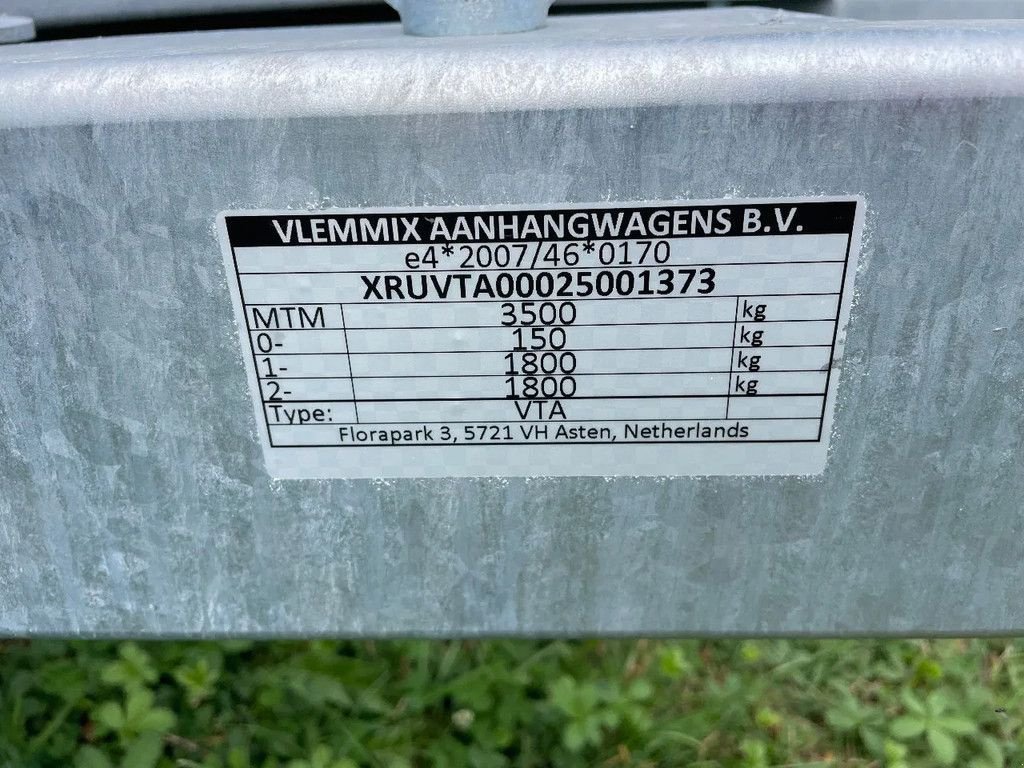 VLEMMIX AANHANGWAGENS B.V.
e4*2007/46*0170
XRUVTA00025001373
MTM 3500 kg
0- 150 kg
1- 1800 kg
2- 1800 kg
Type: VTA
Florapark 3, 5721 VH Asten, Netherlands